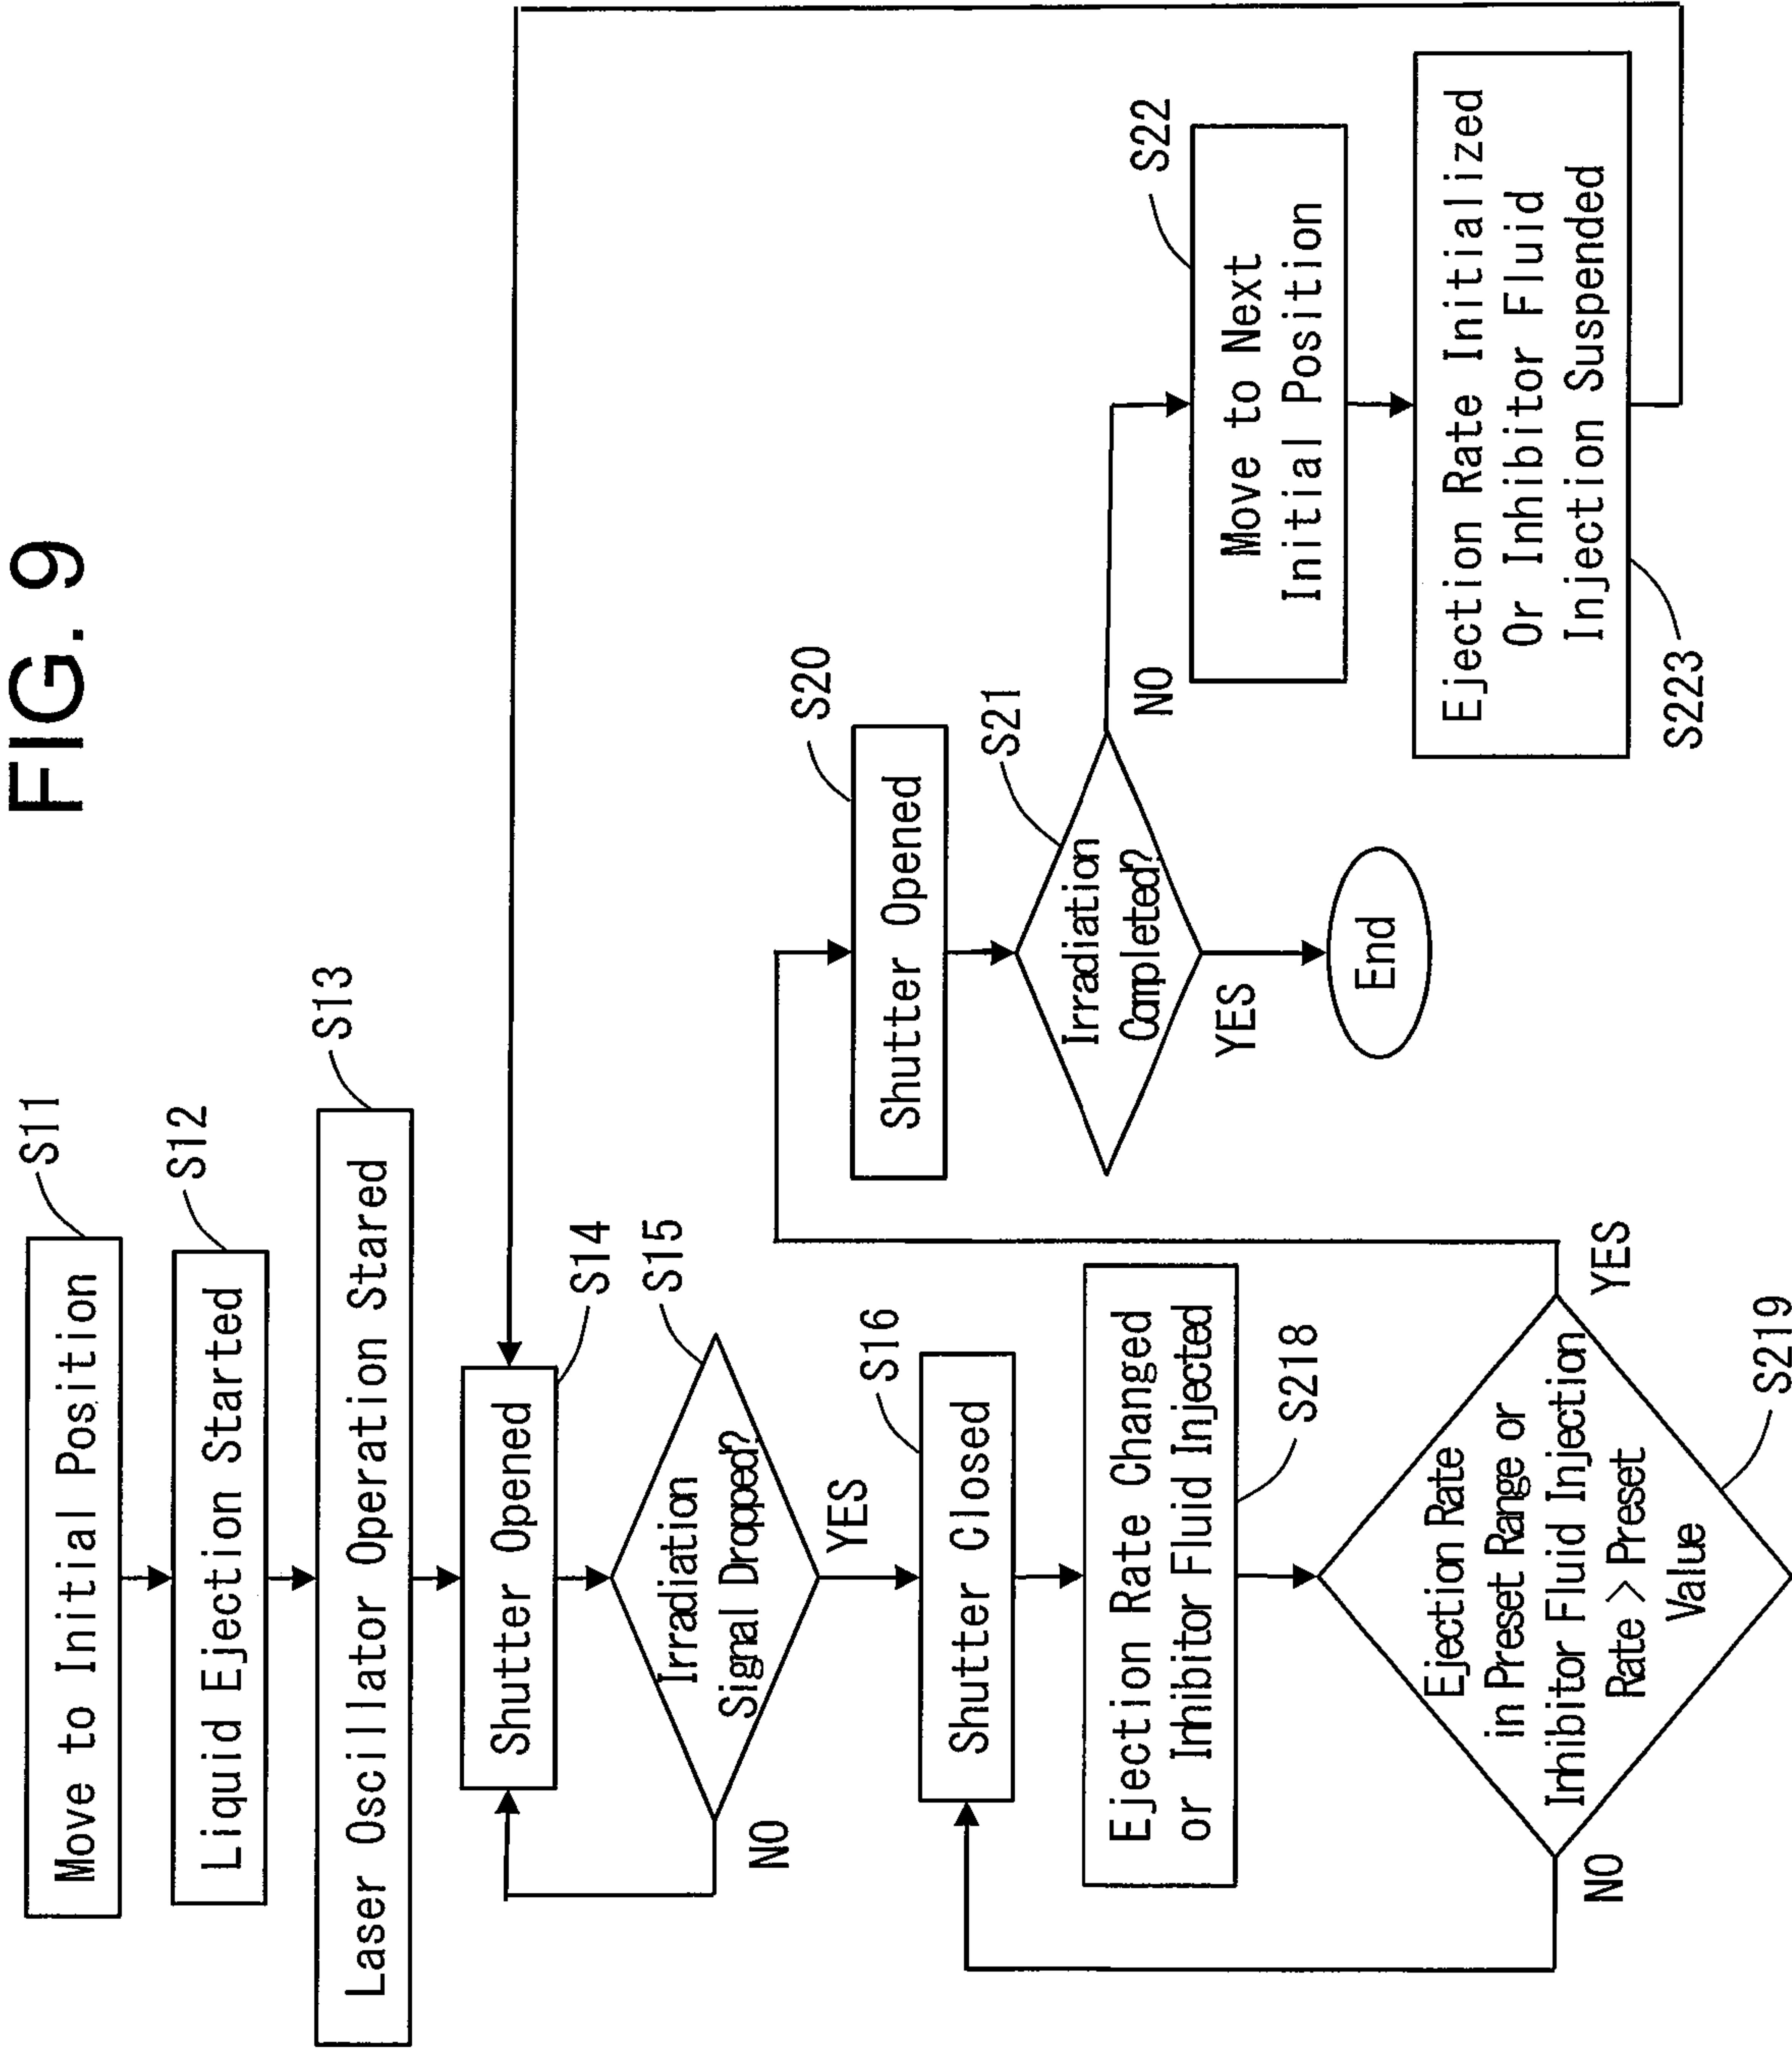 FIG. 9
S11
Move to Initial Position
S12
Liquid Ejection Started
S13
Laser Oscillator Operation Stared
S14
Shutter Opened
S15
Irradiation
Signal Dropped?
NO
YES
S16
Shutter Closed
Ejection Rate Changed
or Inhibitor Fluid Injected
S218
Ejection Rate
in Preset Range or
Inhibitor Fluid Injection
Rate > Preset
Value
NO
YES
S219
S20
Shutter Opened
S21
Irradiation
Completed?
NO
YES
End
S22
Move to Next
Initial Position
Ejection Rate Initialized
Or Inhibitor Fluid
Injection Suspended
S223